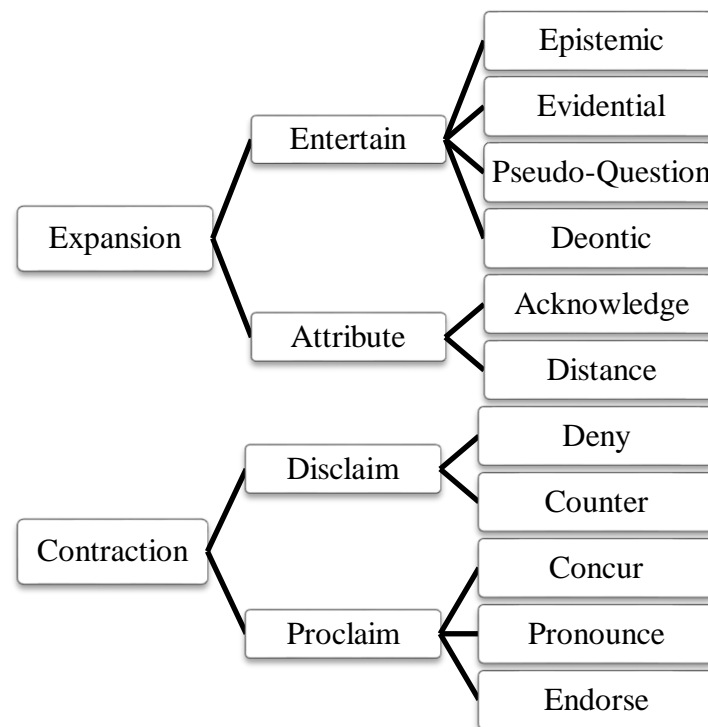 Expansion
Entertain
Epistemic
Evidential
Pseudo-Question
Deontic
Attribute
Acknowledge
Distance
Contraction
Disclaim
Deny
Counter
Proclaim
Concur
Pronounce
Endorse